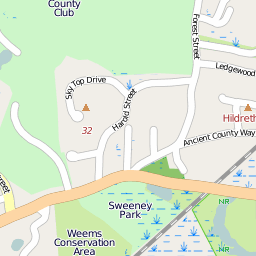 County
Club
Forest Street
Ledgewood
Sky Top Drive
Harold Street
32
Hildreth
Ancient County Way
Sweeney
Park
Weems
Conservation
Area
NR
NR